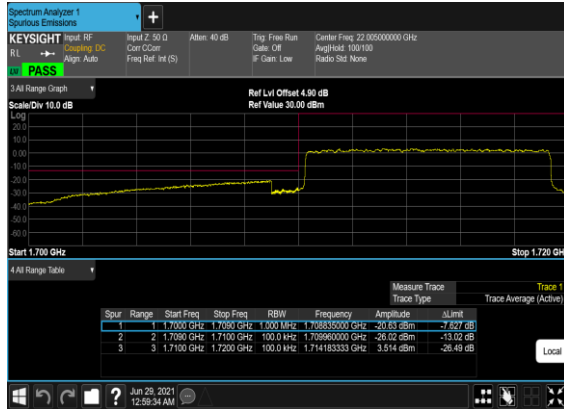 Spectrum Analyzer 1
Spurious Emissions
+
KEYSIGHT Input: RF Input Z: 50 Ω Atten: 40 dB Trig: Free Run Center Freq: 22.005000000 GHz
R L Coupling: DC Corr CCorr Gate: Off Avg|Hold: 100/100
Align: Auto Freq Ref: Int (S) IF Gain: Low Radio Std: None
PASS
3 All Range Graph
Ref Lvl Offset 4.90 dB
Scale/Div 10.0 dB Ref Value 30.00 dBm
Log
20.0
10.0
0.00
-10.0
-20.0
-30.0
-40.0
-50.0
-60.0
Start 1.700 GHz Stop 1.720 GH
4 All Range Table
Measure Trace Trace 1
Trace Type Trace Average (Active)
Spur Range Start Freq Stop Freq RBW Frequency Amplitude ΔLimit
1 1 1.7000 GHz 1.7090 GHz 1.000 MHz 1.708835000 GHz -20.63 dBm -7.627 dB
2 2 1.7090 GHz 1.7100 GHz 100.0 kHz 1.709960000 GHz -26.02 dBm -13.02 dB
3 3 1.7100 GHz 1.7200 GHz 100.0 kHz 1.714183333 GHz 3.514 dBm -26.49 dB
Local
?
Jun 29, 2021
12:59:34 AM